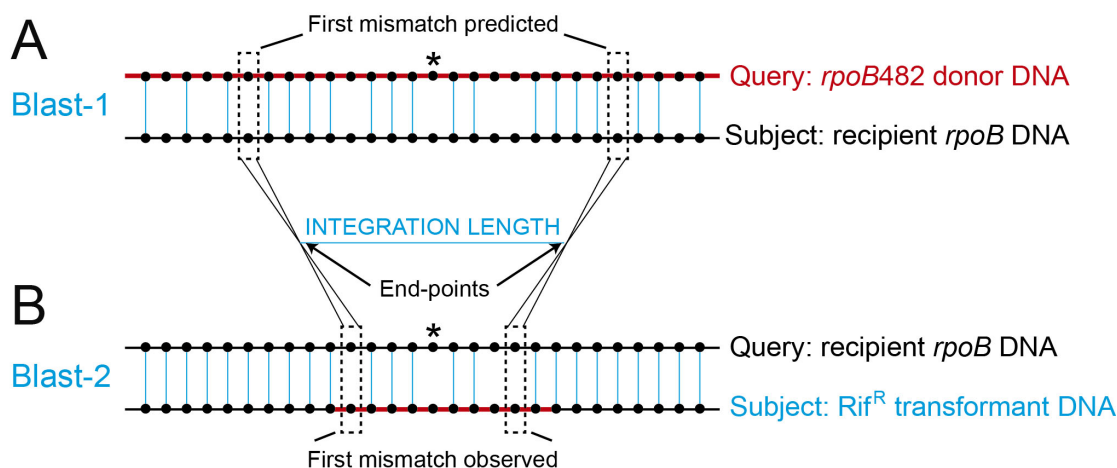 A
First mismatch predicted
*
Query: rpoB482 donor DNA
Blast-1
Subject: recipient rpoB DNA
INTEGRATION LENGTH
End-points
B
*
Query: recipient rpoB DNA
Blast-2
Subject: Rifᴿ transformant DNA
First mismatch observed